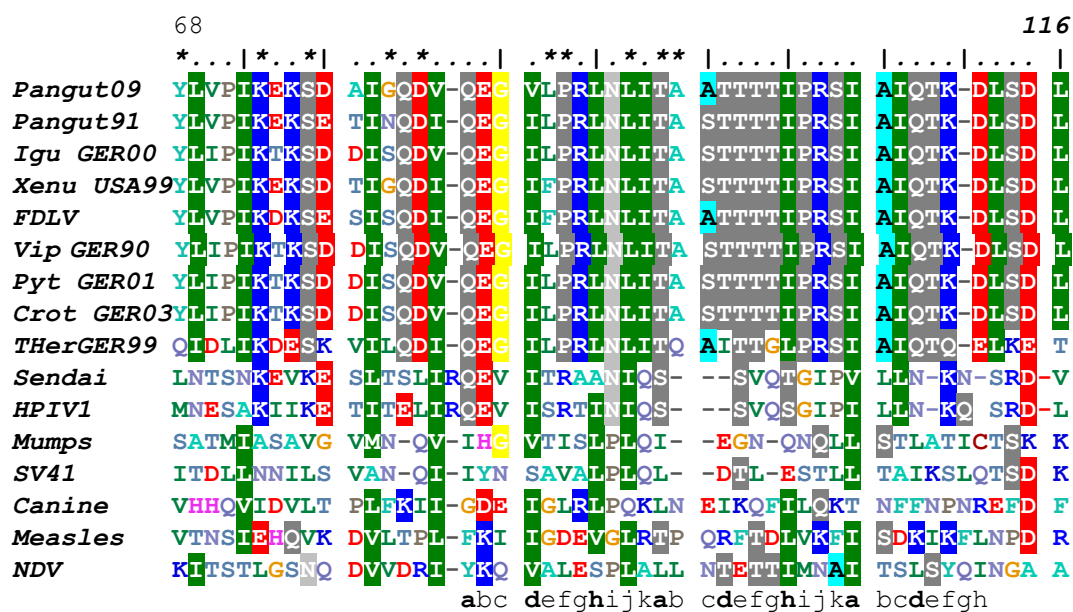 68 116
*...|*..*| ..*.*..| .**.|.*.** |....|....| ....|.....|
Pangut09 YLVPIKEKSD AIGQDV-QEG VLPRLNLITA ATTTTIPRSI AIQTK-DLSD L
Pangut91 YLVPIKEKSE TINQDI-QEG ILPRLNLITA STTTTIPRSI AIQTK-DLSD L
Igu GER00 YLIPIKTKSD DISQDV-QEG ILPRLNLITA STTTTIPRSI AIQTK-DLSD L
Xenu USA99 YLVPIKEKSD TIGQDI-QEG IFPRLNLITA STTTTIPRSI AIQTK-DLSD L
FDLV YLVPIKDKSE SISQDI-QEG IFPRLNLITA ATTTTIPRSI AIQTK-DLSD L
Vip GER90 YLIPIKTKSD DISQDV-QEG ILPRLNLITA STTTTIPRSI AIQTK-DLSD L
Pyt GER01 YLIPIKTKSD DISQDV-QEG ILPRLNLITA STTTTIPRSI AIQTK-DLSD L
Crot GER03 YLIPIKTKSD DISQDV-QEG ILPRLNLITA STTTTIPRSI AIQTK-DLSD L
THerGER99 QIDLIKDESK VILQDI-QEG ILPRLNLITQ AITTGLPRSI AIQTQ-ELKE T
Sendai LNTSNKEVKE SLTSLIRQEV ITRAANIQS- -SVQTGIPV LLN-KN-SRD-V
HPIV1 MNESAKIIKE TITELIRQEV ISRTINIQS- -SVQSGIPI LLN-KQ SRD-L
Mumps SATMIASAVG VMN-QV-IHG VTISLPLQI- -EGN-QNQLL STLATICTSK K
SV41 ITDLLNNILS VAN-QI-IYN SAVALPLQL- -DTL-ESTLL TAIKSLQTSD K
Canine VHHQVIDVLT PLFKII-GDE IGLRLPQKLN EIKQFILQKT NFFNPNREFD F
Measles VTNSIEHQVK DVLTPL-FKI IGDEVGLRTP QRFTDLVKFI SDKIKFLNPD R
NDV KITSTLGSNQ DVVDRI-YKQ VALESPLALL NTETTIMNAI TSLSYQINGA A
abc defghijkab cdefghijka bcdefgh